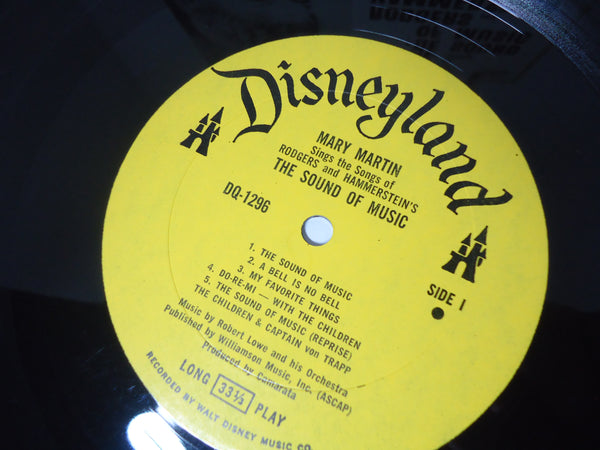 Disneyland
MARY MARTIN
Sings the Songs of
RODGERS and HAMMERSTEIN'S
THE SOUND OF MUSIC
DQ-1296
SIDE I
1. THE SOUND OF MUSIC
2. A BELL IS NO BELL
3. MY FAVORITE THINGS
4. DO-RE-MI — WITH THE CHILDREN
5. THE SOUND OF MUSIC (REPRISE)
THE CHILDREN & CAPTAIN von TRAPP
Music by Robert Lowe and his Orchestra
Published by Williamson Music, Inc. (ASCAP)
Produced by Camarata
LONG 33⅓ PLAY
RECORDED BY WALT DISNEY MUSIC CO